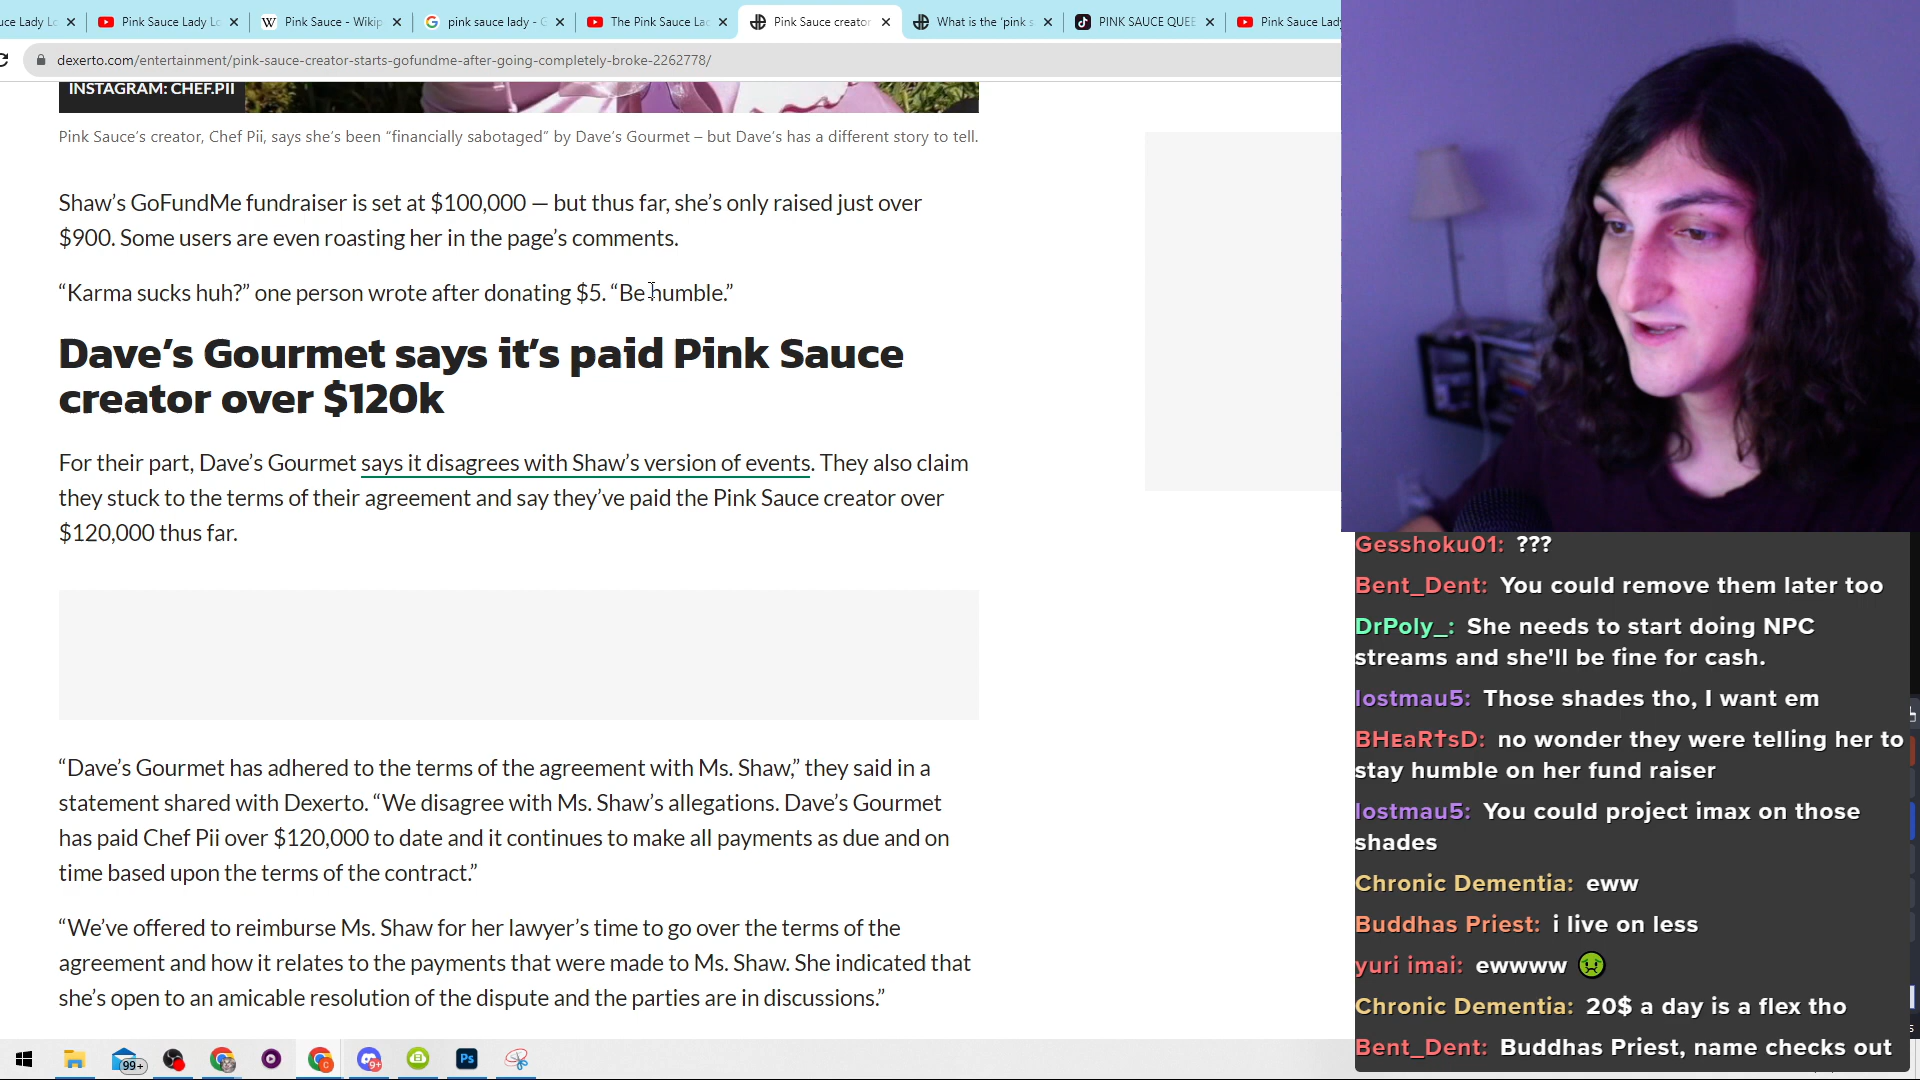 uce Lady Lo
Pink Sauce Lady Lo
Pink Sauce - Wikip
pink sauce lady - G
The Pink Sauce Lad
Pink Sauce creator
What is the ‘pink s
PINK SAUCE QUEE
Pink Sauce Lady
dexerto.com/entertainment/pink-sauce-creator-starts-gofundme-after-going-completely-broke-2262778/
INSTAGRAM: CHEF.PII
Pink Sauce’s creator, Chef Pii, says she’s been “financially sabotaged” by Dave’s Gourmet – but Dave’s has a different story to tell.
Shaw’s GoFundMe fundraiser is set at $100,000 — but thus far, she’s only raised just over
$900. Some users are even roasting her in the page’s comments.
“Karma sucks huh?” one person wrote after donating $5. “Be humble.”
Dave’s Gourmet says it’s paid Pink Sauce
creator over $120k
For their part, Dave’s Gourmet says it disagrees with Shaw’s version of events. They also claim
they stuck to the terms of their agreement and say they’ve paid the Pink Sauce creator over
$120,000 thus far.
“Dave’s Gourmet has adhered to the terms of the agreement with Ms. Shaw,” they said in a
statement shared with Dexerto. “We disagree with Ms. Shaw’s allegations. Dave’s Gourmet
has paid Chef Pii over $120,000 to date and it continues to make all payments as due and on
time based upon the terms of the contract.”
“We’ve offered to reimburse Ms. Shaw for her lawyer’s time to go over the terms of the
agreement and how it relates to the payments that were made to Ms. Shaw. She indicated that
she’s open to an amicable resolution of the dispute and the parties are in discussions.”
Gesshoku01: ???
Bent_Dent: You could remove them later too
DrPoly_: She needs to start doing NPC
streams and she'll be fine for cash.
lostmau5: Those shades tho, I want em
BHᴇaR†sD: no wonder they were telling her to
stay humble on her fund raiser
lostmau5: You could project imax on those
shades
Chronic Dementia: eww
Buddhas Priest: i live on less
yuri imai: ewwww 🤢
Chronic Dementia: 20$ a day is a flex tho
Bent_Dent: Buddhas Priest, name checks out
99+
9+
Ps